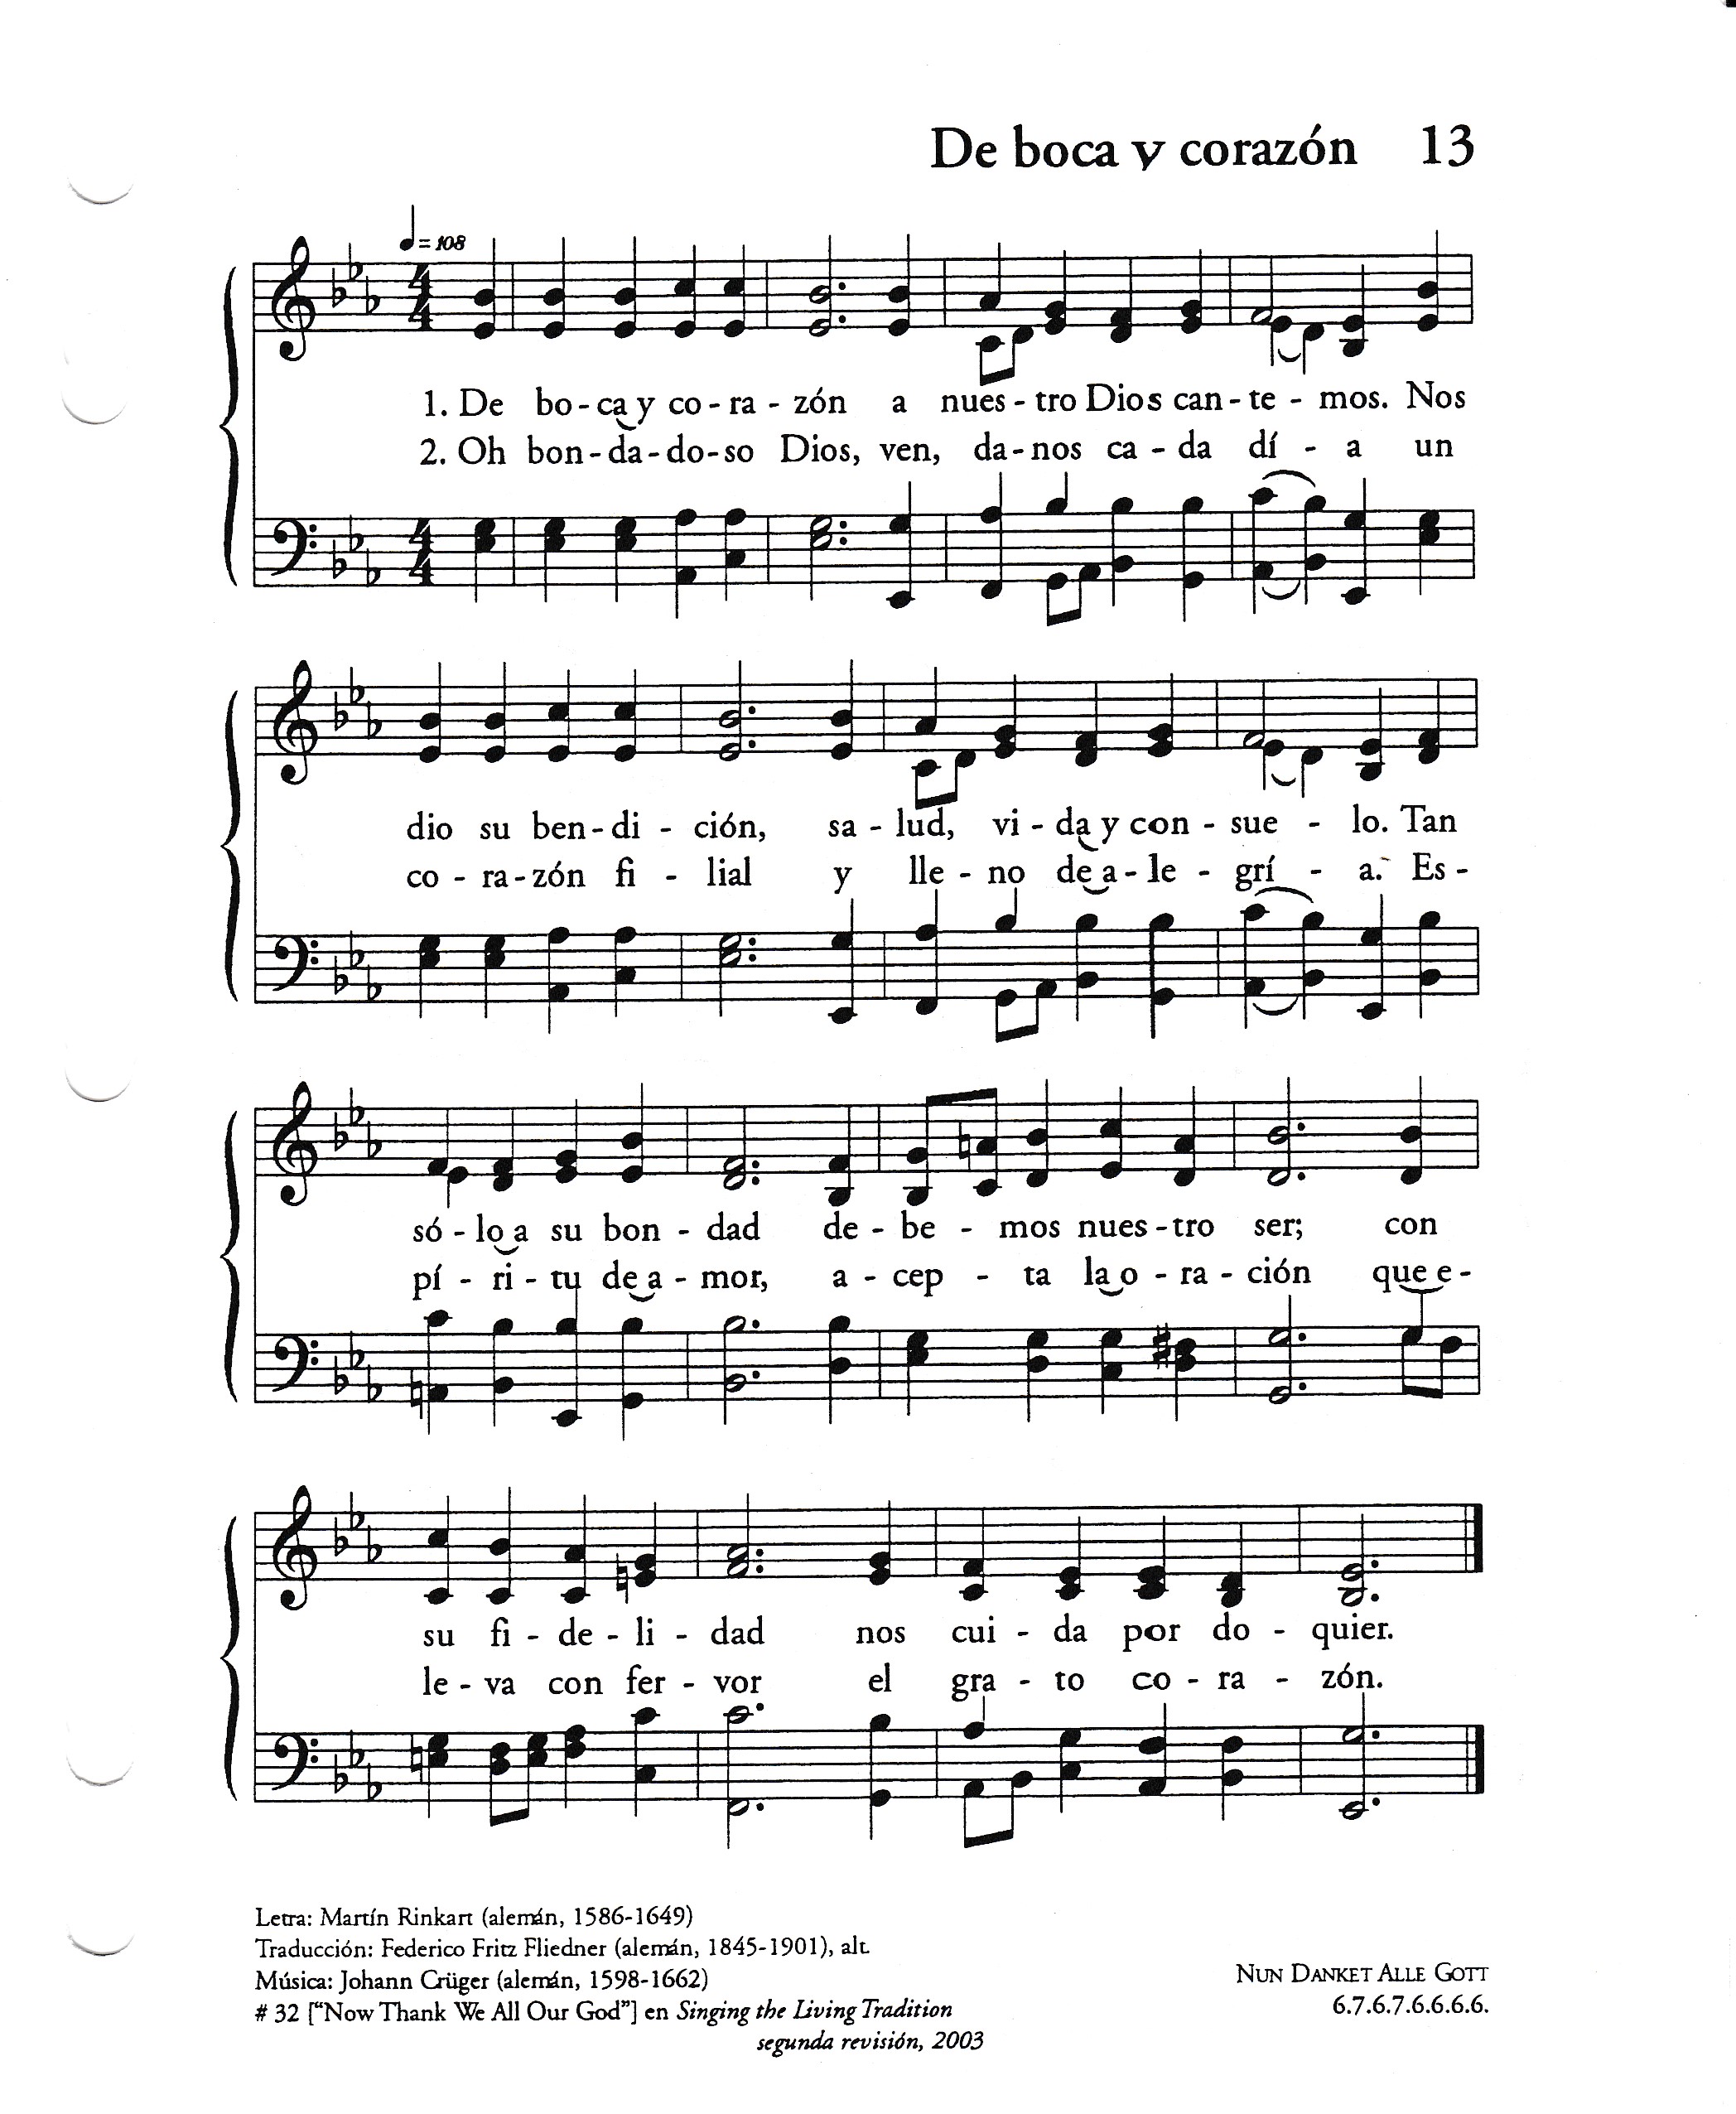 De boca y corazón 13
= 108
4 4
1. De bo - ca y co - ra - zón a nues - tro Dios can - te - mos. Nos
2. Oh bon - da - do - so Dios, ven, da - nos ca - da dí - a un
4 4
dio su ben - di - ción, sa - lud, vi - da y con - sue - lo. Tan
co - ra - zón fi - lial y lle - no de a - le - grí - a. Es -
só - lo a su bon - dad de - be - mos nues - tro ser; con
pí - ri - tu de a - mor, a - cep - ta la o - ra - ción que e -
su fi - de - li - dad nos cui - da por do - quier.
le - va con fer - vor el gra - to co - ra - zón.
Letra: Martín Rinkart (alemán, 1586-1649)
Traducción: Federico Fritz Fliedner (alemán, 1845-1901), alt.
Música: Johann Crüger (alemán, 1598-1662)
# 32 ["Now Thank We All Our God"] en Singing the Living Tradition
segunda revisión, 2003
NUN DANKET ALLE GOTT
6.7.6.7.6.6.6.6.